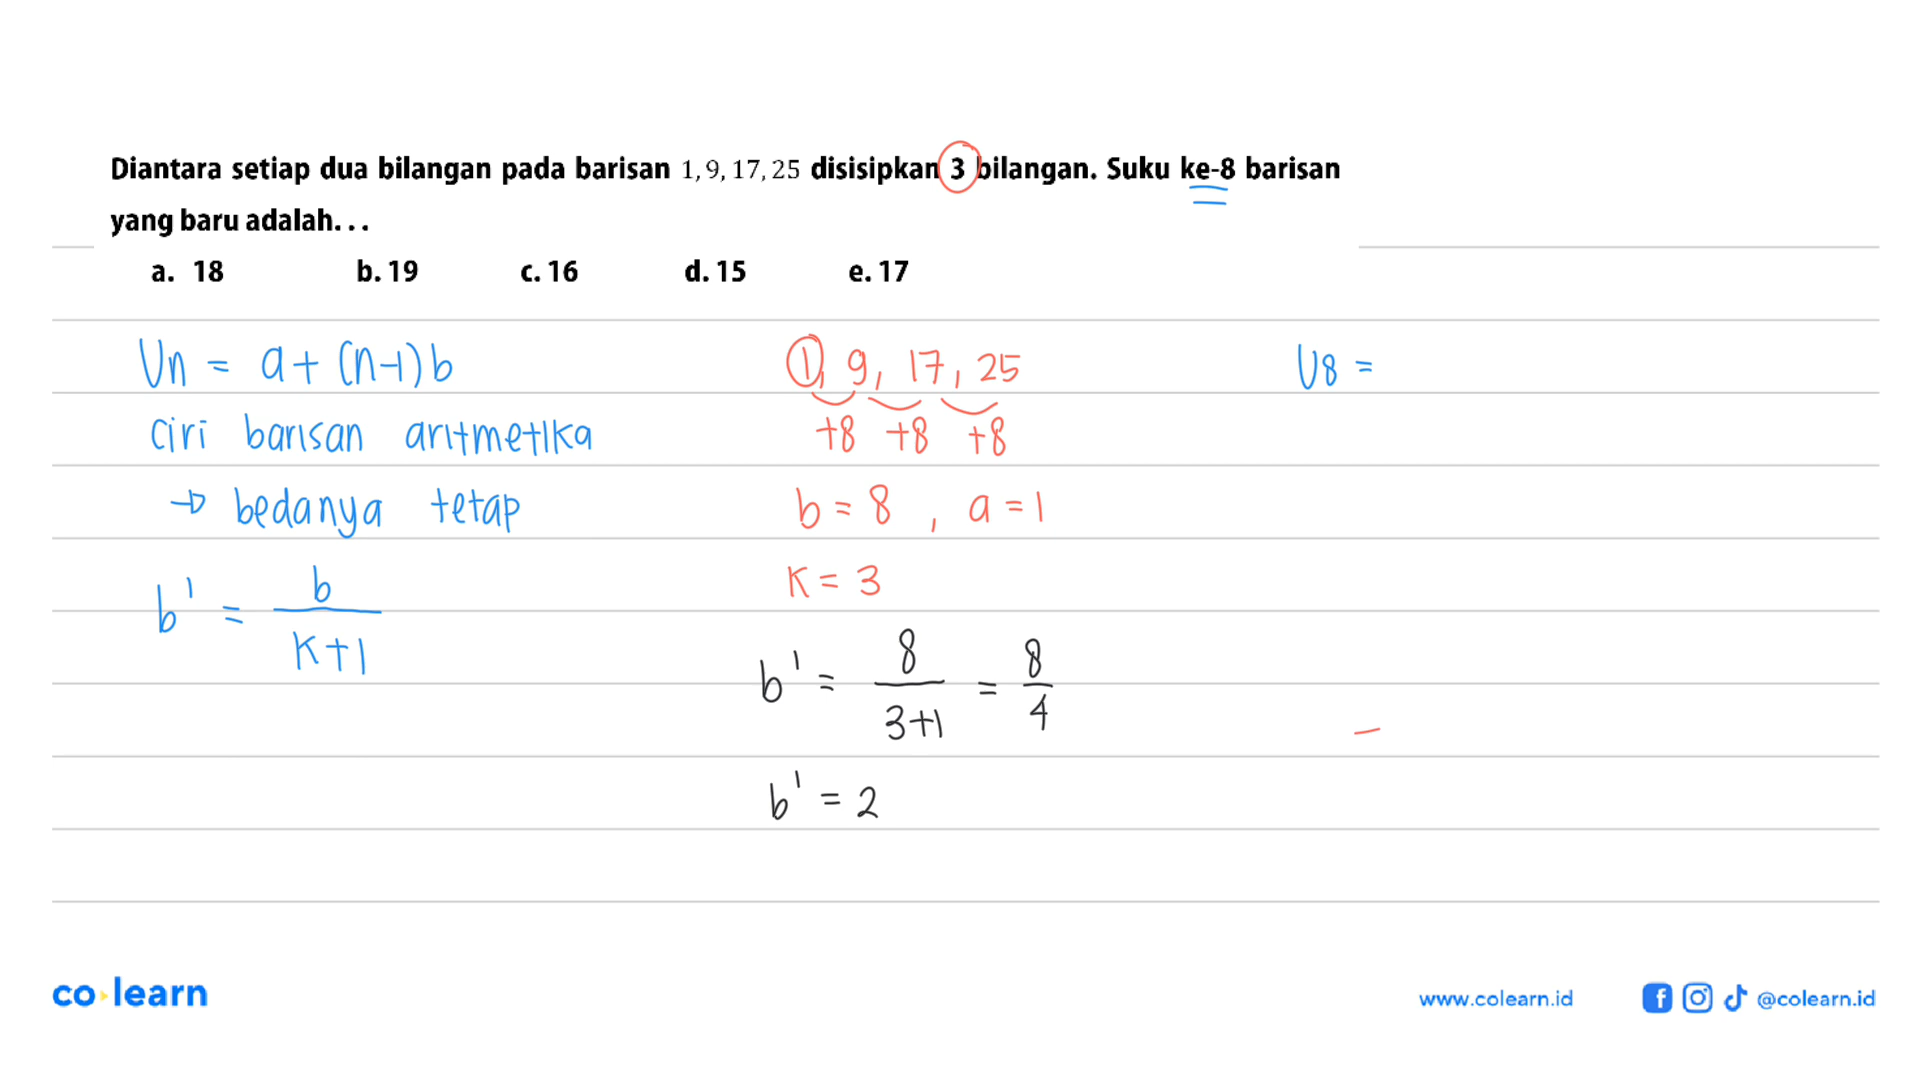 Diantara setiap dua bilangan pada barisan 1, 9, 17, 25 disisipkan 3 bilangan. Suku ke-8 barisan
yang baru adalah. . .
a. 18 b. 19 c. 16 d. 15 e. 17
Un = a + (n-1) b
ciri barisan aritmetika
→ bedanya tetap
b' = b / K+1
1, 9, 17, 25
+8 +8 +8
b = 8 , a = 1
K = 3
b' = 8 / 3+1 = 8 / 4
b' = 2
U8 =
co learn
www.colearn.id @colearn.id